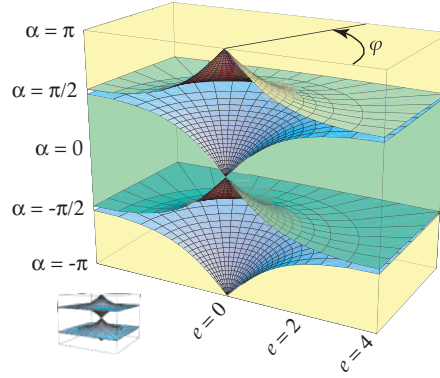 α = π
φ
α = π/2
α = 0
α = -π/2
α = -π
e = 0
e = 2
e = 4